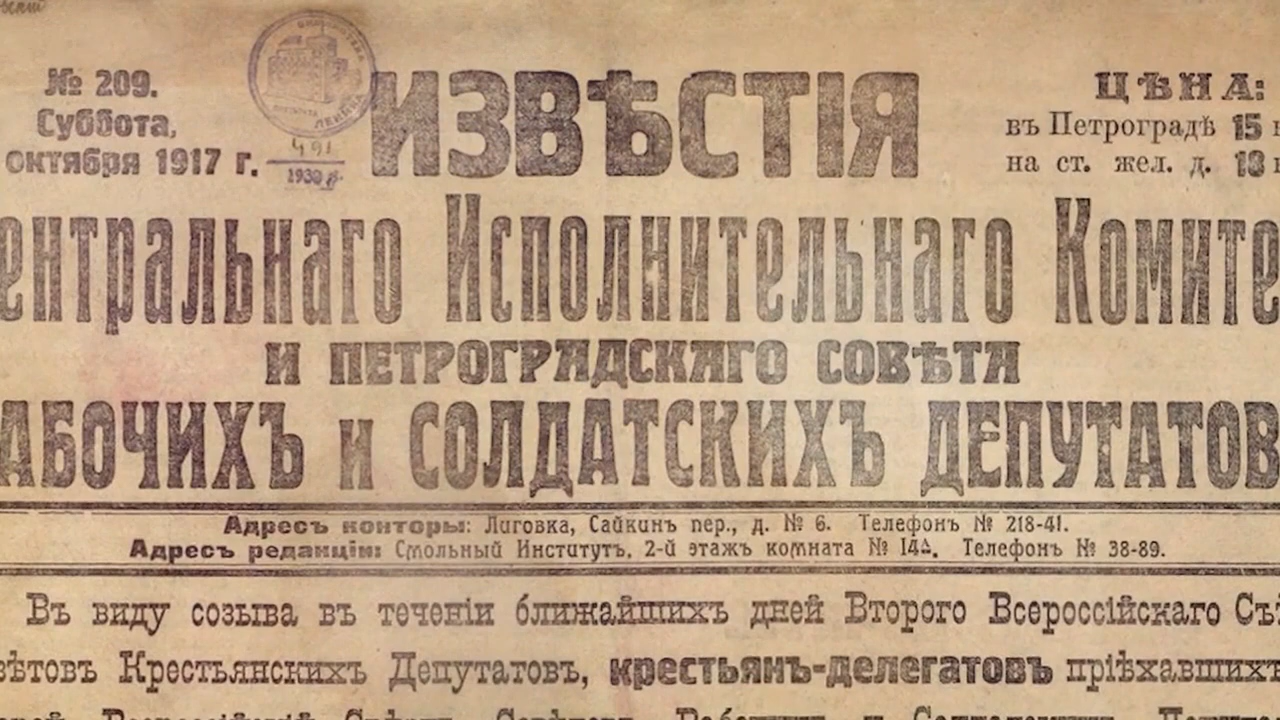 № 209.
Суббота,
октября 1917 г.
491
1930 г.
ИЗВѢСТІЯ
ЦѢНА:
въ Петроградѣ 15
на ст. жел. д. 18
ентральнаго Исполнительнаго Комите
И ПЕТРОГРАДСКАГО СОВѢТА
АБОЧИХЪ и СОЛДАТСКИХЪ ДЕПУТАТОВ
Адресъ конторы: Лиговка, Сайкинъ пер., д. № 6. Телефонъ № 218-41.
Адресъ редакціи: Смольный Институтъ. 2-й этажъ комната № 144. Телефонъ № 38-89.
Въ виду созыва въ теченіи ближайшихъ дней Второго Всероссійскаго Съѣ
вѣтовъ Крестьянскихъ Депутатовъ, крестьянъ-делегатовъ пріѣхавшихъ